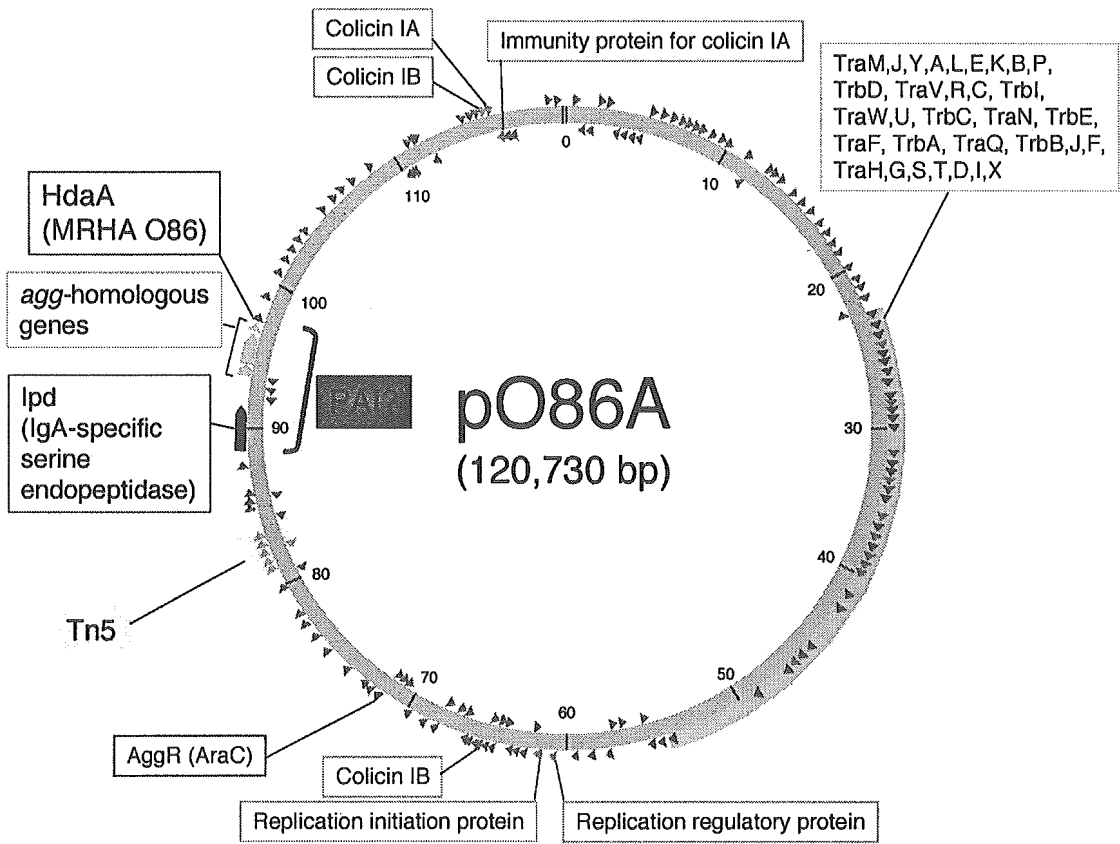 Colicin IA
Immunity protein for colicin IA
Colicin IB
TraM,J,Y,A,L,E,K,B,P,
TrbD, TraV,R,C, TrbI,
TraW,U, TrbC, TraN, TrbE,
TraF, TrbA, TraQ, TrbB,J,F,
TraH,G,S,T,D,I,X
0
10
20
30
40
50
60
70
80
90
100
110
HdaA
(MRHA O86)
agg-homologous
genes
Ipd
(IgA-specific
serine
endopeptidase)
pO86A
(120,730 bp)
Tn5
AggR (AraC)
Colicin IB
Replication initiation protein
Replication regulatory protein